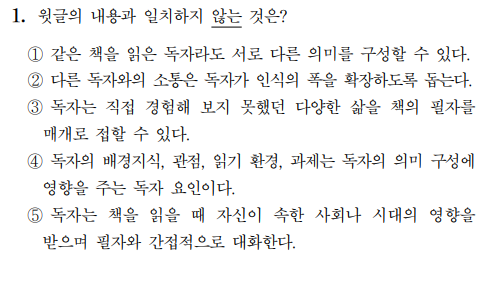 1. 윗글의 내용과 일치하지 않는 것은?
① 같은 책을 읽은 독자라도 서로 다른 의미를 구성할 수 있다.
② 다른 독자와의 소통은 독자가 인식의 폭을 확장하도록 돕는다.
③ 독자는 직접 경험해 보지 못했던 다양한 삶을 책의 필자를
매개로 접할 수 있다.
④ 독자의 배경지식, 관점, 읽기 환경, 과제는 독자의 의미 구성에
영향을 주는 독자 요인이다.
⑤ 독자는 책을 읽을 때 자신이 속한 사회나 시대의 영향을
받으며 필자와 간접적으로 대화한다.